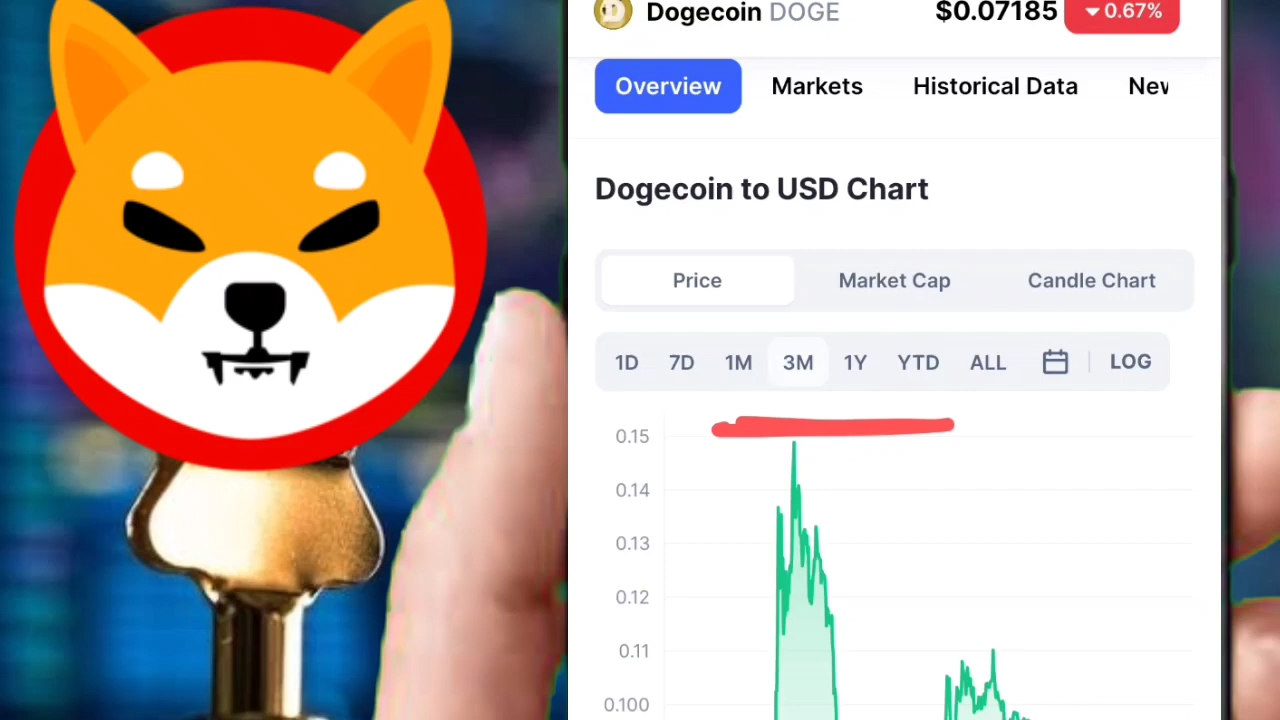 Dogecoin DOGE $0.07185 0.67%
Overview Markets Historical Data
Dogecoin to USD Chart
Price Market Cap Candle Chart
1D 7D 1M 3M 1Y YTD ALL LOG
0.15
0.14
0.13
0.12
0.11
0.100